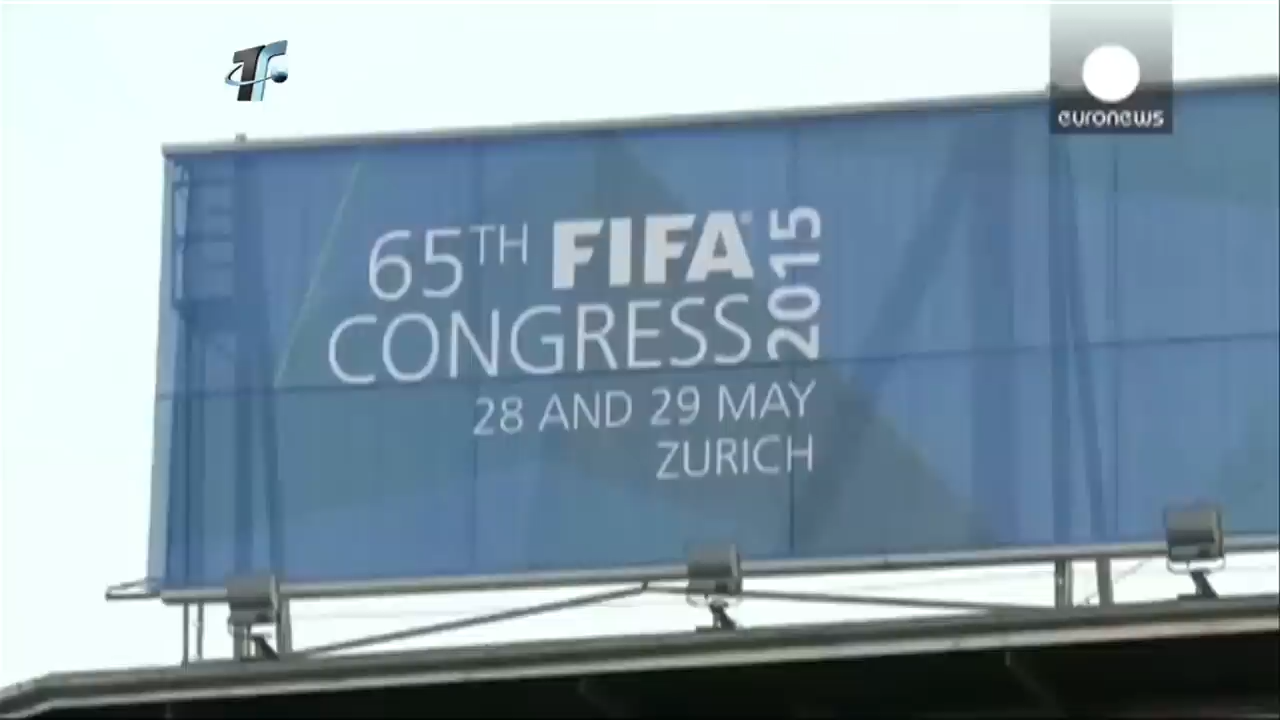 euronews
65TH FIFA
CONGRESS
2015
28 AND 29 MAY
ZURICH